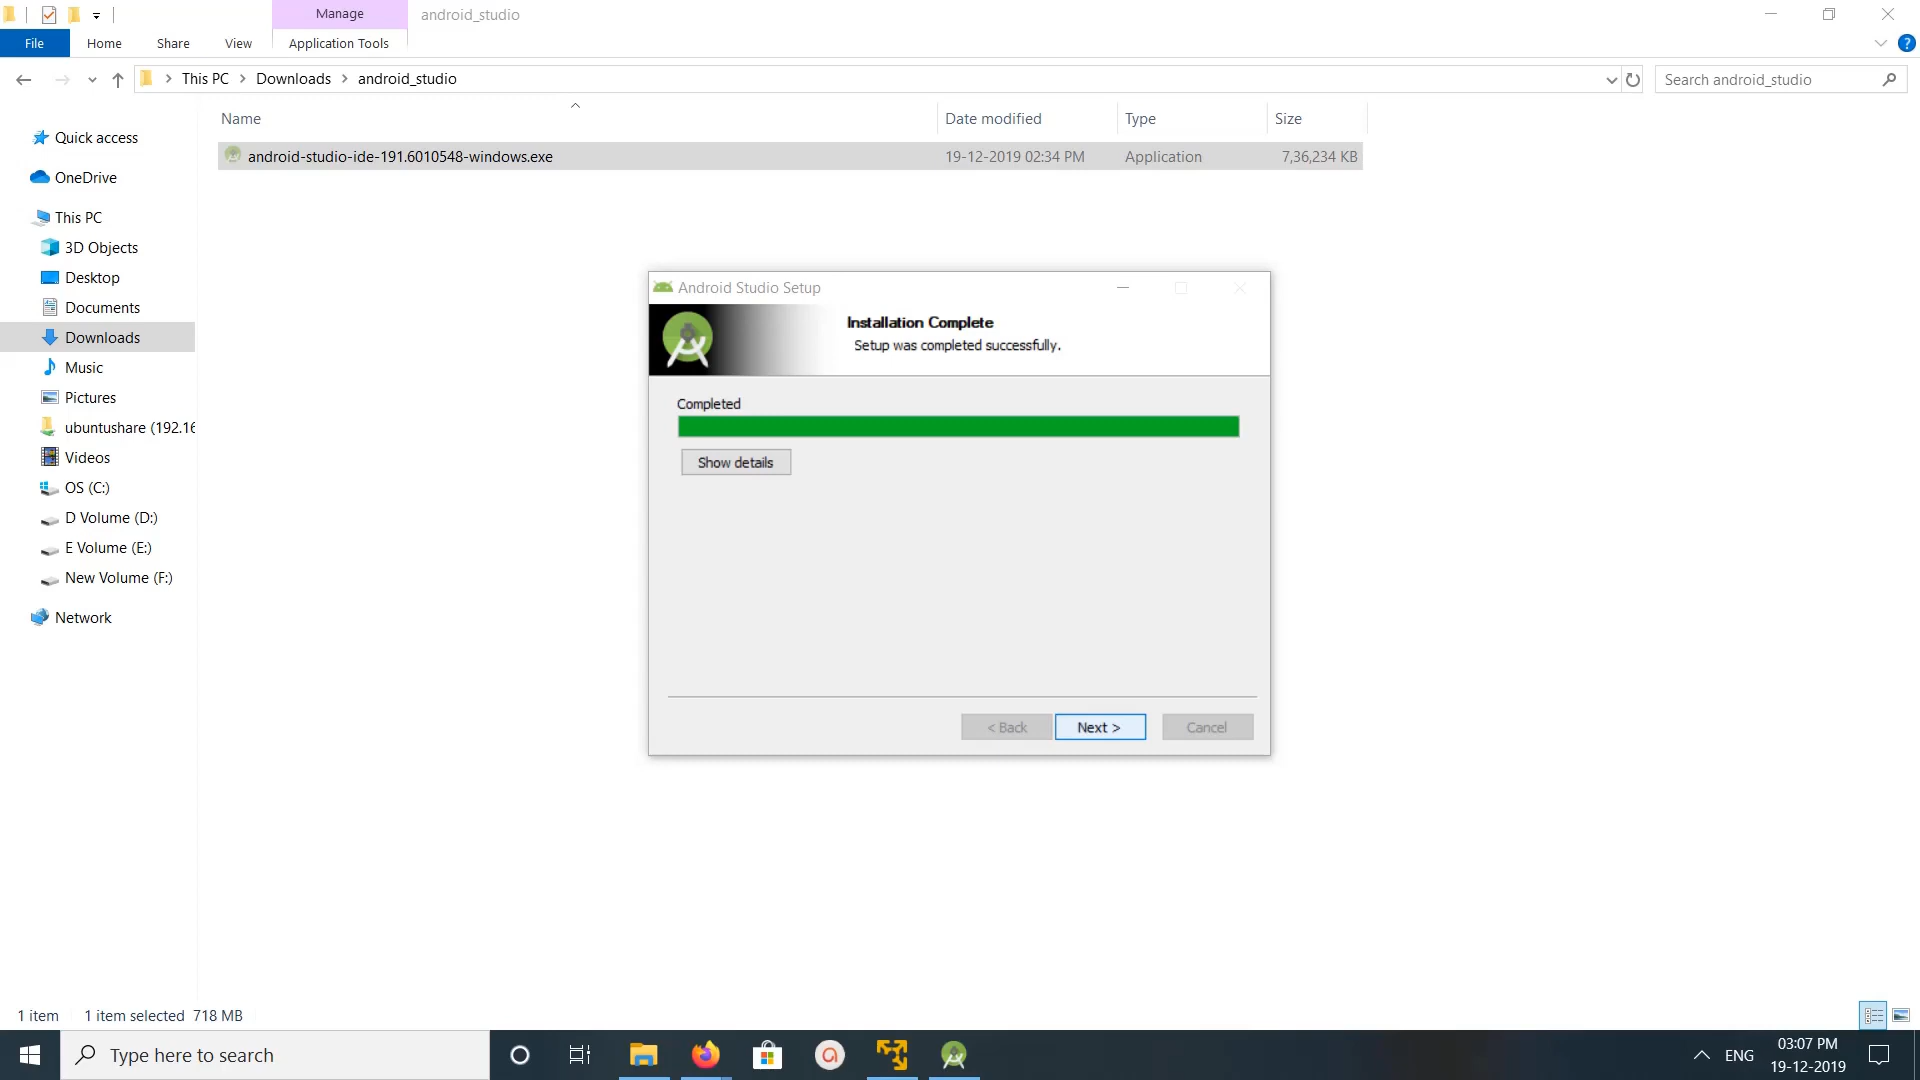 Manage
android_studio
File
Home
Share
View
Application Tools
This PC
Downloads
android_studio
Search android_studio
Name
Date modified
Type
Size
android-studio-ide-191.6010548-windows.exe
19-12-2019 02:34 PM
Application
7,36,234 KB
Quick access
OneDrive
This PC
3D Objects
Desktop
Documents
Downloads
Music
Pictures
ubuntushare (192.16
Videos
OS (C:)
D Volume (D:)
E Volume (E:)
New Volume (F:)
Network
Android Studio Setup
Installation Complete
Setup was completed successfully.
Completed
Show details
< Back
Next >
Cancel
1 item
1 item selected 718 MB
Type here to search
ENG
03:07 PM
19-12-2019